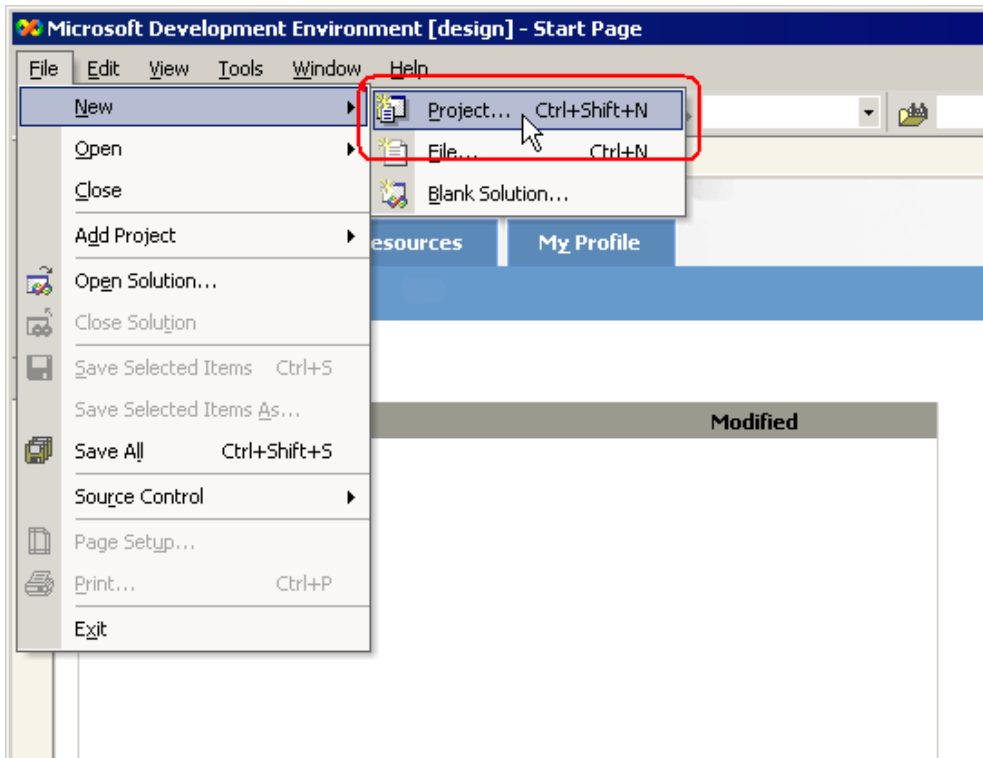 Microsoft Development Environment [design] - Start Page
File Edit View Tools Window Help
New
Project... Ctrl+Shift+N
Open
File... Ctrl+N
Close
Blank Solution...
Add Project
esources
My Profile
Open Solution...
Close Solution
Save Selected Items Ctrl+S
Save Selected Items As...
Modified
Save All Ctrl+Shift+S
Source Control
Page Setup...
Print... Ctrl+P
Exit